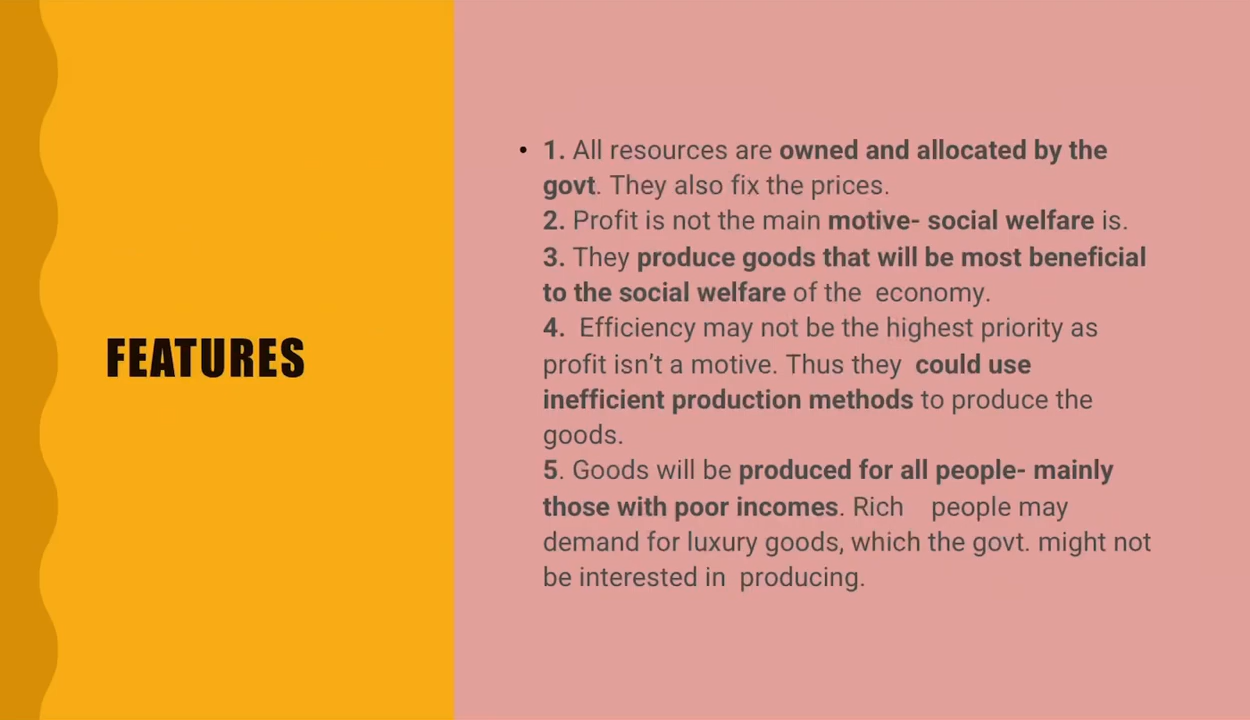 FEATURES
• 1. All resources are owned and allocated by the
govt. They also fix the prices.
2. Profit is not the main motive- social welfare is.
3. They produce goods that will be most beneficial
to the social welfare of the  economy.
4.  Efficiency may not be the highest priority as
profit isn’t a motive. Thus they  could use
inefficient production methods to produce the
goods.
5. Goods will be produced for all people- mainly
those with poor incomes. Rich    people may
demand for luxury goods, which the govt. might not
be interested in  producing.